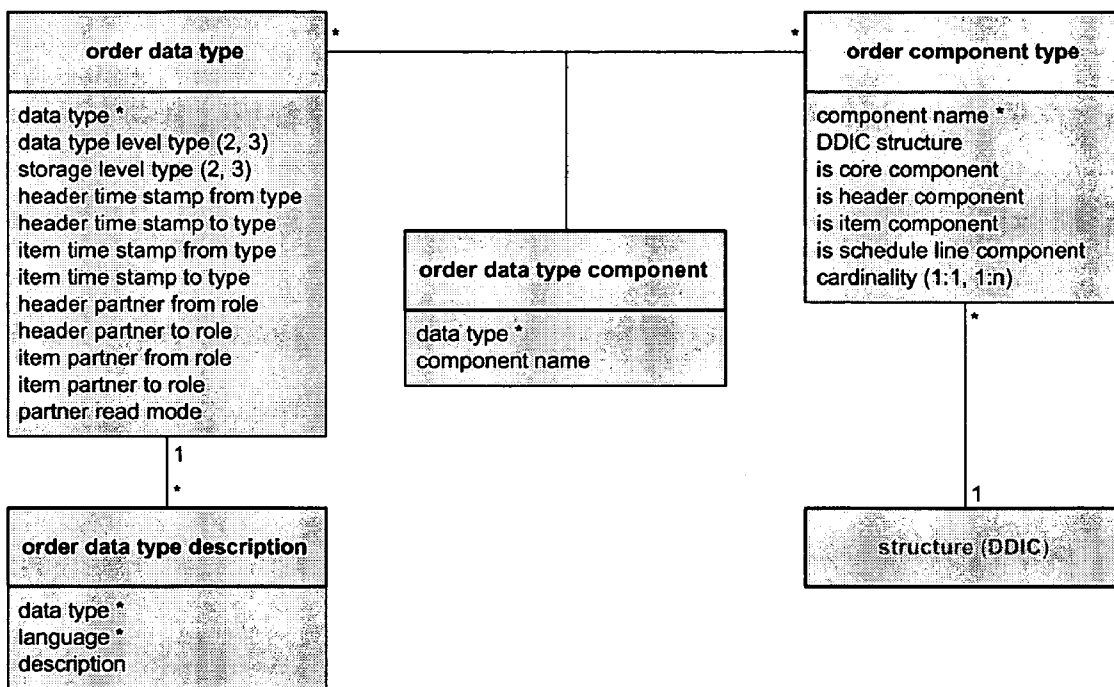 order data type
data type *
data type level type (2, 3)
storage level type (2, 3)
header time stamp from type
header time stamp to type
item time stamp from type
item time stamp to type
header partner from role
header partner to role
item partner from role
item partner to role
partner read mode
*
*
order component type
component name *
DDIC structure
is core component
is header component
is item component
is schedule line component
cardinality (1:1, 1:n)
order data type component
data type *
component name
1
*
order data type description
data type *
language *
description
*
1
structure (DDIC)